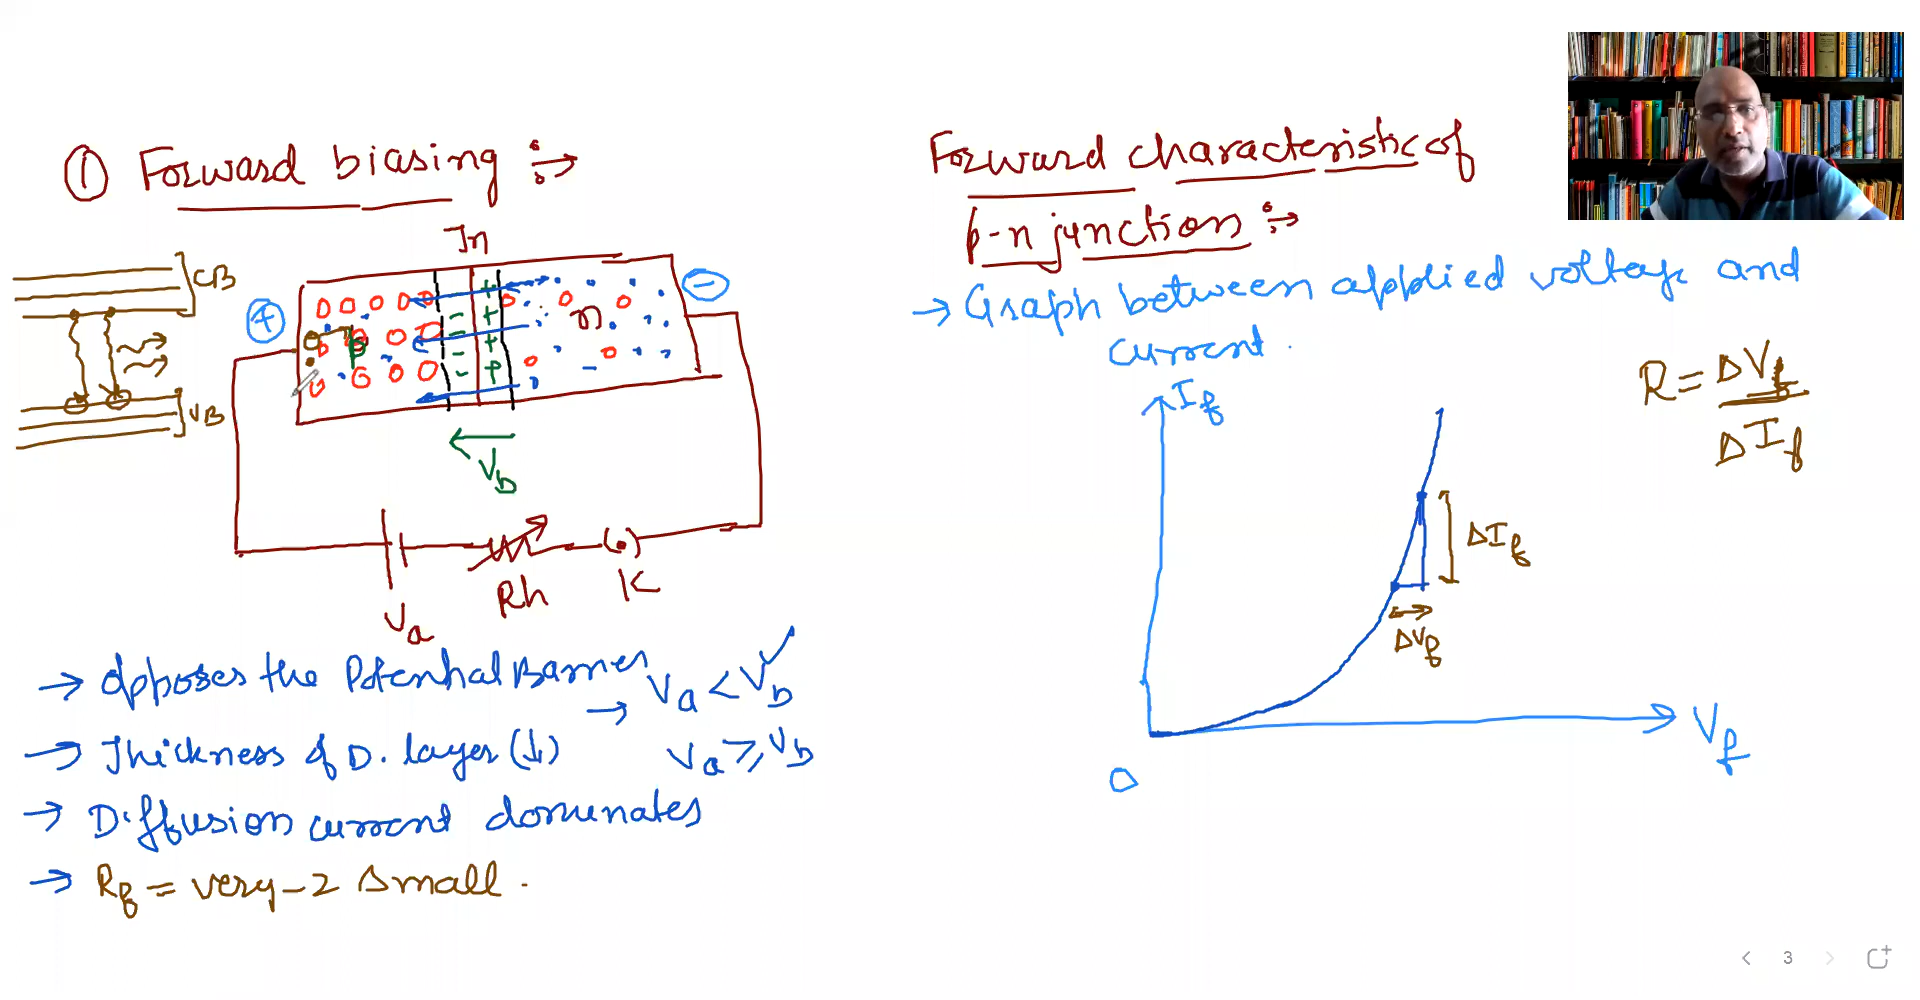 ① Forward biasing :→
Jn
CB
VB
+
-
p
n
Vb
Va
Rh
K
→ opposes the Potential Barrier
→ Va < Vb ✓
Va ⩾ Vb
→ Thickness of D. layer (↓)
→ Diffusion current dominates
→ Rf = very-2 small.
Forward characteristic of
p-n junction :→
→ Graph between applied voltage and
current.
If
R = ΔVf / ΔIf
ΔIf
ΔVf
Vf
O
3